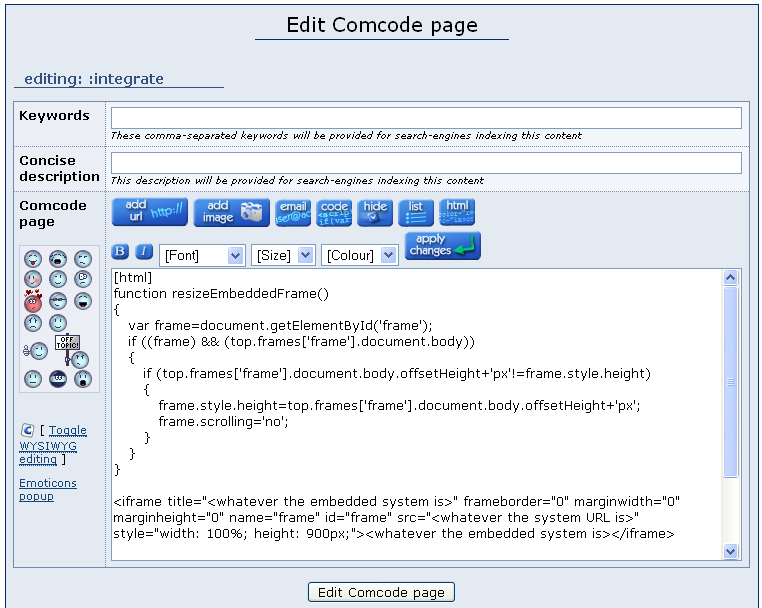 Edit Comcode page
editing: :integrate
Keywords
These comma-separated keywords will be provided for search-engines indexing this content
Concise description
This description will be provided for search-engines indexing this content
Comcode page
add url http://
add image
email
code
hide
list
html
B I [Font] [Size] [Colour] apply changes
OFF TOPIC!
[ Toggle WYSIWYG editing ]
Emoticons popup
[html]
function resizeEmbeddedFrame()
{
var frame=document.getElementById('frame');
if ((frame) && (top.frames['frame'].document.body))
{
if (top.frames['frame'].document.body.offsetHeight+'px'!=frame.style.height)
{
frame.style.height=top.frames['frame'].document.body.offsetHeight+'px';
frame.scrolling='no';
}
}
}
<iframe title="<whatever the embedded system is>" frameborder="0" marginwidth="0"
marginheight="0" name="frame" id="frame" src="<whatever the system URL is>"
style="width: 100%; height: 900px;"><whatever the embedded system is></iframe>
Edit Comcode page